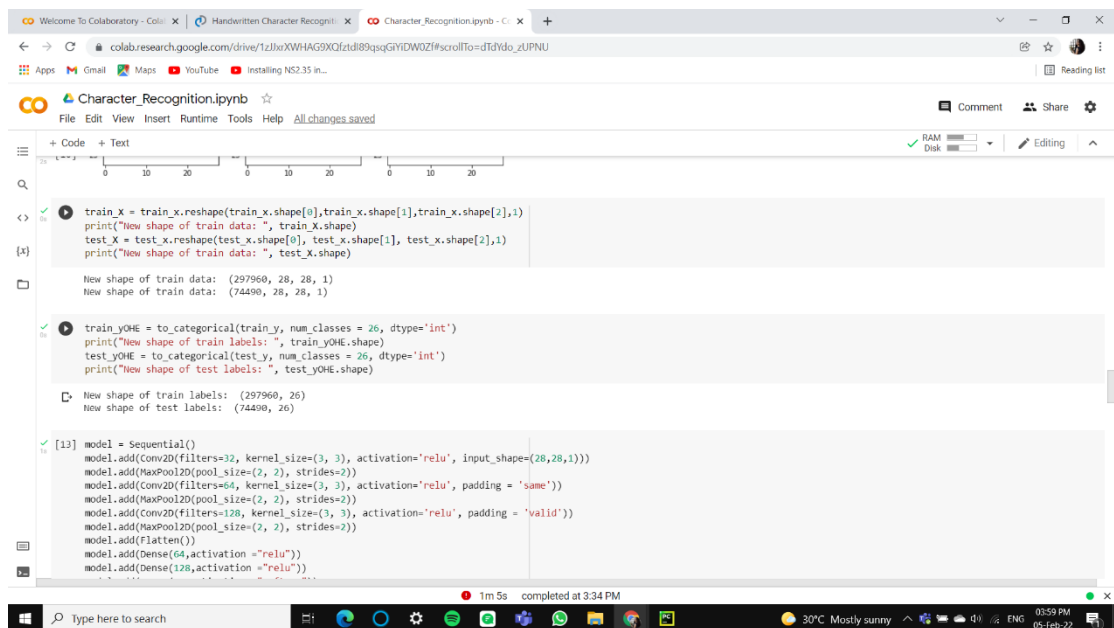 Welcome To Colaboratory - Cola
Handwritten Character Recogniti
Character_Recognition.ipynb - Co
colab.research.google.com/drive/1zJJxrXWHAG9XQfztdl89qsqGiYiDW0Zf#scrollTo=dTdYdo_zUPNU
Apps Gmail Maps YouTube Installing NS2.35 in... Reading list
Character_Recognition.ipynb
Comment Share
File Edit View Insert Runtime Tools Help All changes saved
+ Code + Text
RAM
Disk
Editing
0 10 20 0 10 20 0 10 20
train_X = train_x.reshape(train_x.shape[0],train_x.shape[1],train_x.shape[2],1)
print("New shape of train data: ", train_X.shape)
test_X = test_x.reshape(test_x.shape[0], test_x.shape[1], test_x.shape[2],1)
print("New shape of train data: ", test_X.shape)
New shape of train data: (297960, 28, 28, 1)
New shape of train data: (74490, 28, 28, 1)
train_yOHE = to_categorical(train_y, num_classes = 26, dtype='int')
print("New shape of train labels: ", train_yOHE.shape)
test_yOHE = to_categorical(test_y, num_classes = 26, dtype='int')
print("New shape of test labels: ", test_yOHE.shape)
New shape of train labels: (297960, 26)
New shape of test labels: (74490, 26)
[13] model = Sequential()
model.add(Conv2D(filters=32, kernel_size=(3, 3), activation='relu', input_shape=(28,28,1)))
model.add(MaxPool2D(pool_size=(2, 2), strides=2))
model.add(Conv2D(filters=64, kernel_size=(3, 3), activation='relu', padding = 'same'))
model.add(MaxPool2D(pool_size=(2, 2), strides=2))
model.add(Conv2D(filters=128, kernel_size=(3, 3), activation='relu', padding = 'valid'))
model.add(MaxPool2D(pool_size=(2, 2), strides=2))
model.add(Flatten())
model.add(Dense(64,activation ="relu"))
model.add(Dense(128,activation ="relu"))
1m 5s completed at 3:34 PM
Type here to search
30°C Mostly sunny ENG
03:59 PM
05-Feb-22